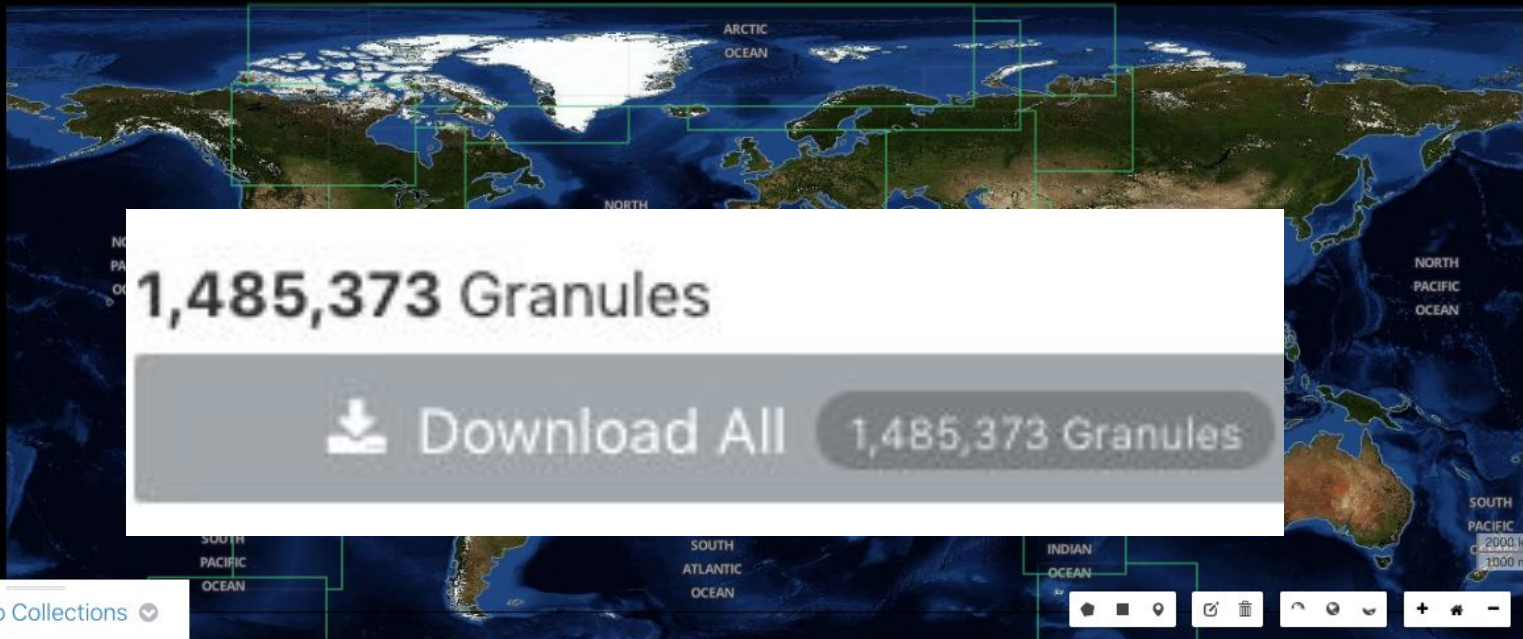 ARCTIC
OCEAN
NORTH
1,485,373 Granules
Download All 1,485,373 Granules
NORTH
PACIFIC
OCEAN
SOUTH
PACIFIC
OCEAN
SOUTH
ATLANTIC
OCEAN
INDIAN
OCEAN
SOUTH
PACIFIC
2000 k
1000 m
Collections